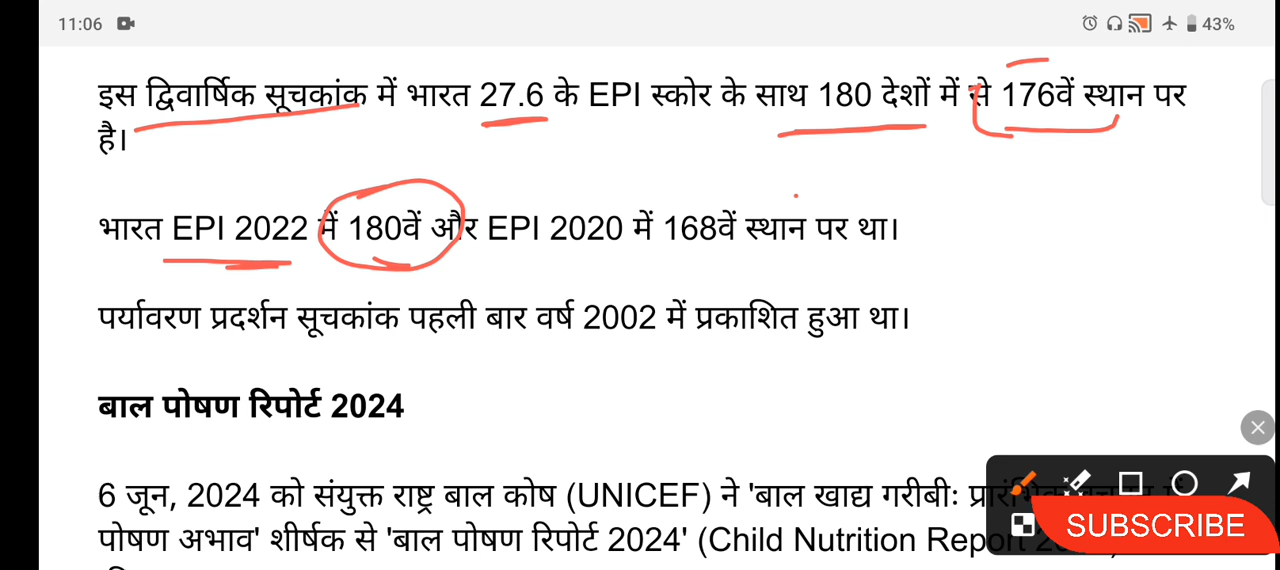 11:06
43%
इस द्विवार्षिक सूचकांक में भारत 27.6 के EPI स्कोर के साथ 180 देशों में से 176वें स्थान पर
है।
भारत EPI 2022 में 180वें और EPI 2020 में 168वें स्थान पर था।
पर्यावरण प्रदर्शन सूचकांक पहली बार वर्ष 2002 में प्रकाशित हुआ था।
बाल पोषण रिपोर्ट 2024
6 जून, 2024 को संयुक्त राष्ट्र बाल कोष (UNICEF) ने 'बाल खाद्य गरीबीः
पोषण अभाव' शीर्षक से 'बाल पोषण रिपोर्ट 2024' (Child Nutrition Report
SUBSCRIBE